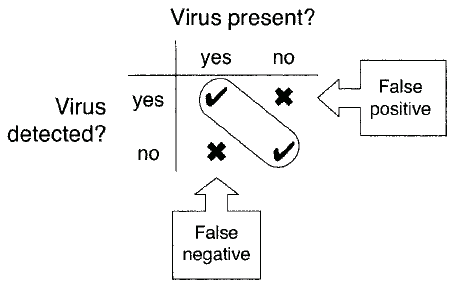 Virus present?
yes no
Virus
detected?
yes
no
False
positive
False
negative